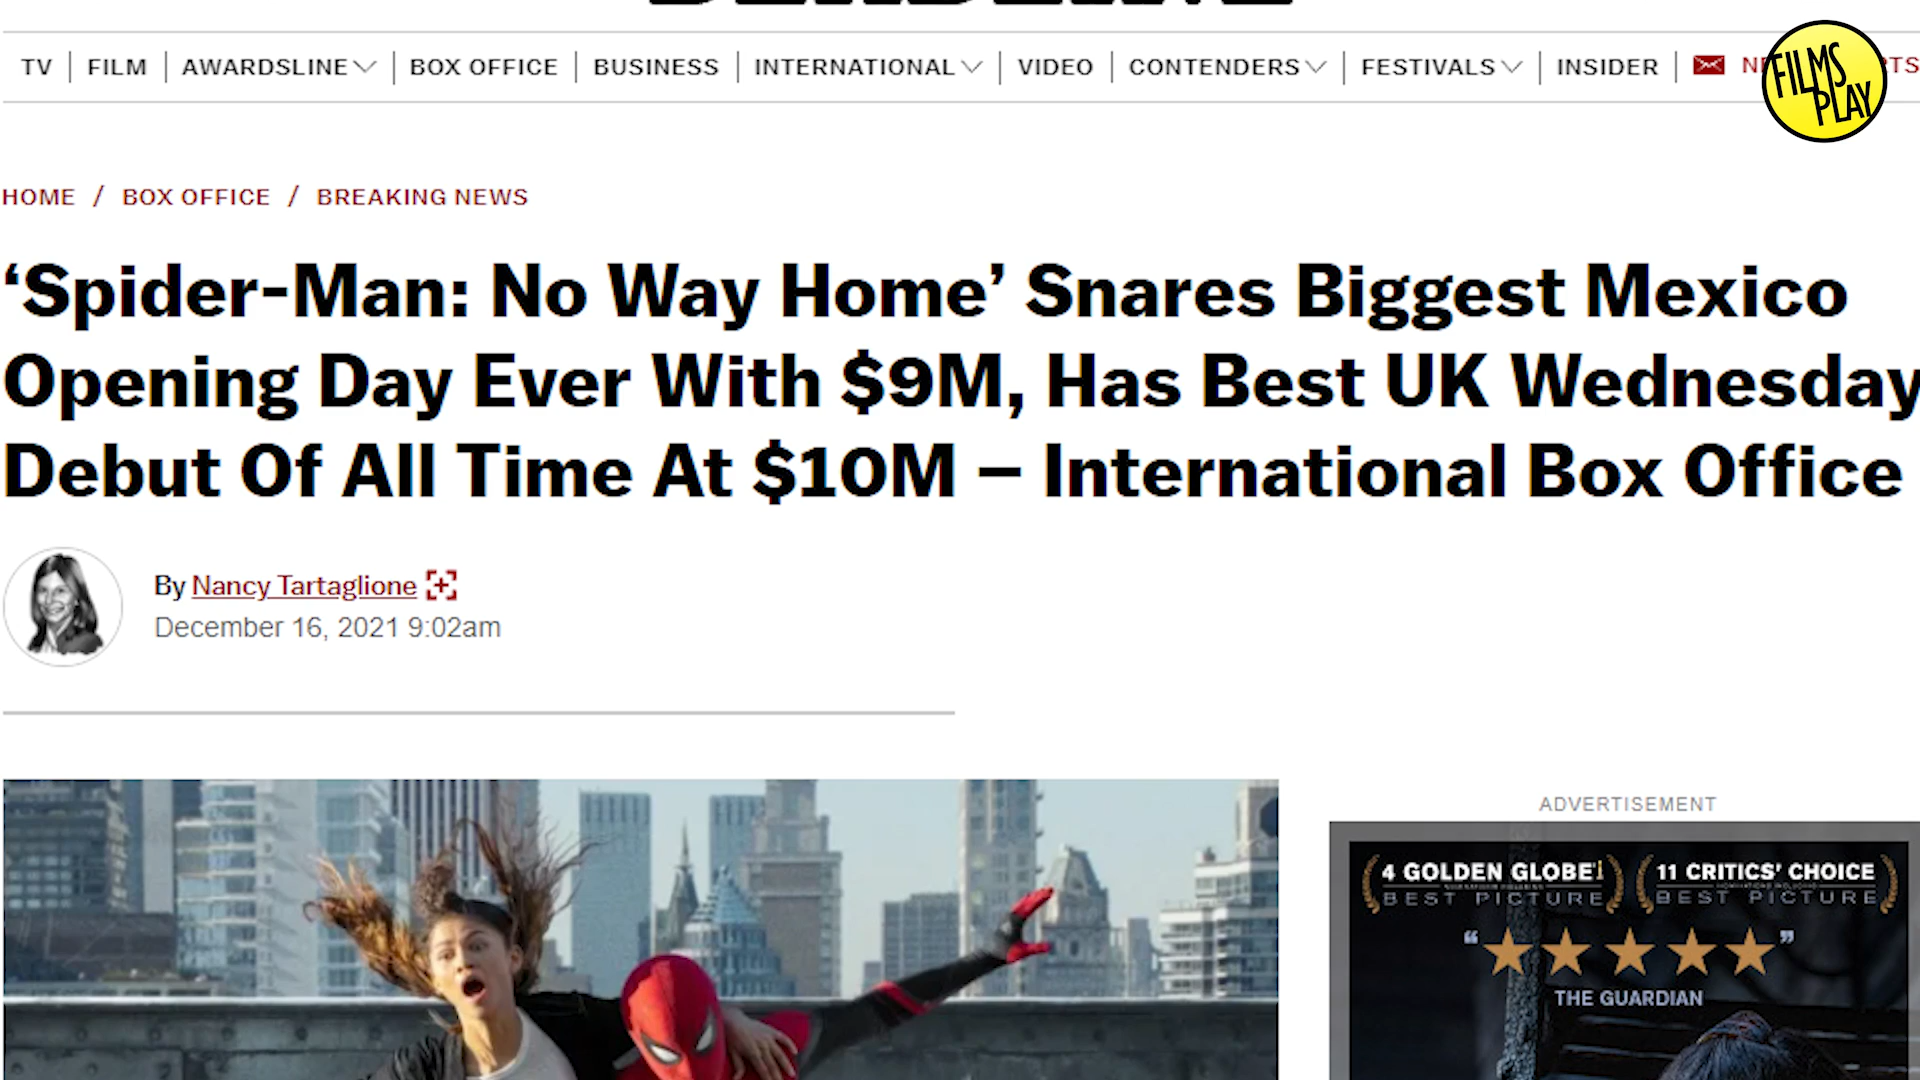 TV FILM AWARDSLINE BOX OFFICE BUSINESS INTERNATIONAL VIDEO CONTENDERS FESTIVALS INSIDER
FILMS
PLAY
HOME / BOX OFFICE / BREAKING NEWS
‘Spider-Man: No Way Home’ Snares Biggest Mexico
Opening Day Ever With $9M, Has Best UK Wednesday
Debut Of All Time At $10M – International Box Office
By Nancy Tartaglione
December 16, 2021 9:02am
ADVERTISEMENT
4 GOLDEN GLOBE 11 CRITICS' CHOICE
BEST PICTURE BEST PICTURE
“ ”
THE GUARDIAN